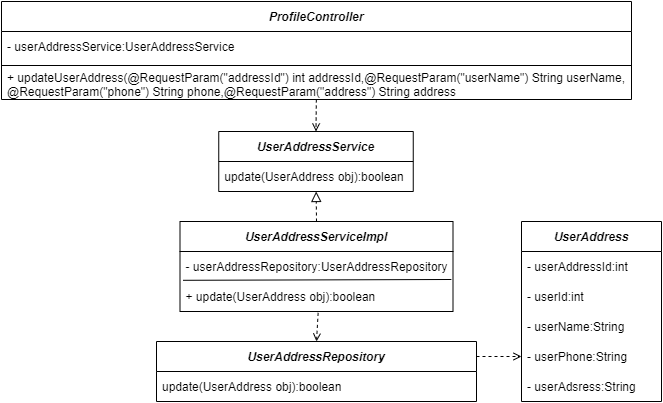 ProfileController
- userAddressService:UserAddressService
+ updateUserAddress(@RequestParam("addressId") int addressId,@RequestParam("userName") String userName,
@RequestParam("phone") String phone,@RequestParam("address") String address
UserAddressService
update(UserAddress obj):boolean
UserAddressServiceImpl
- userAddressRepository:UserAddressRepository
+ update(UserAddress obj):boolean
UserAddressRepository
update(UserAddress obj):boolean
UserAddress
- userAddressId:int
- userId:int
- userName:String
- userPhone:String
- userAdsress:String